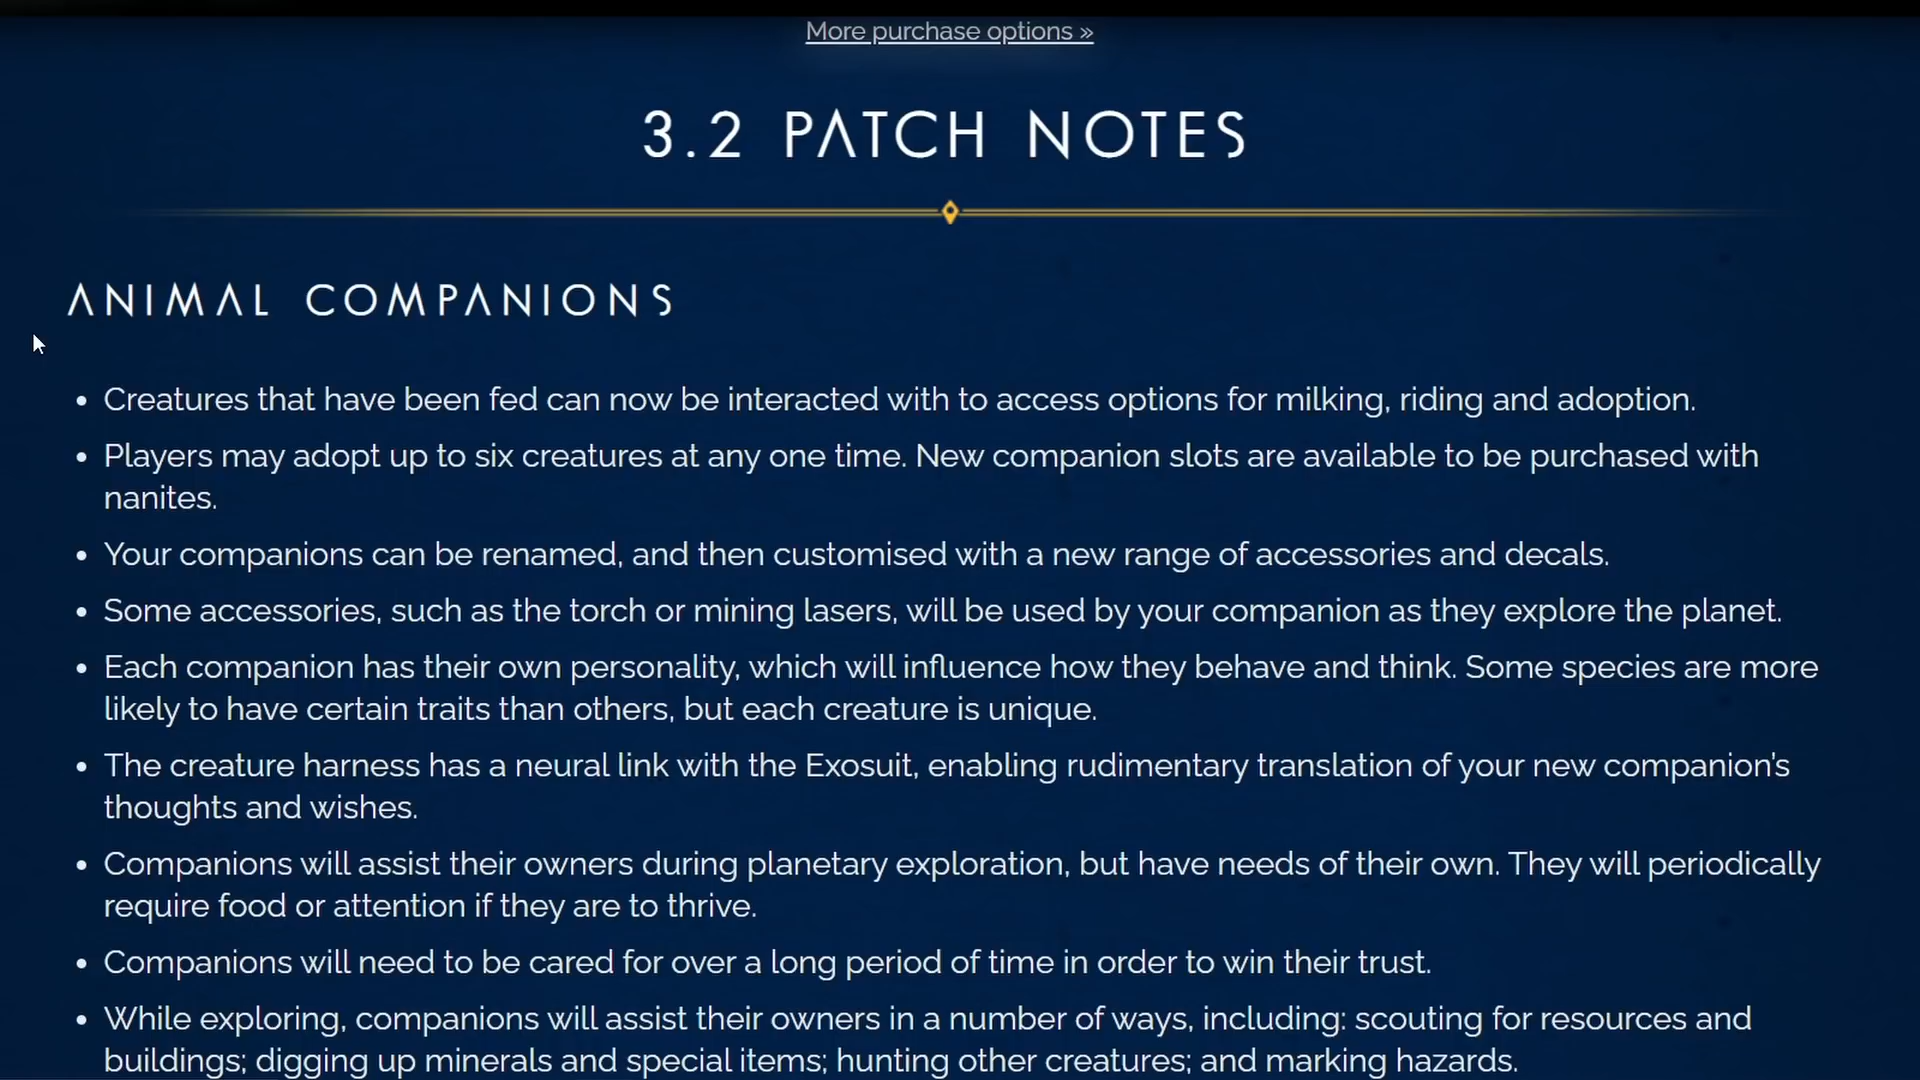 More purchase options »
3.2 PATCH NOTES
ANIMAL COMPANIONS
• Creatures that have been fed can now be interacted with to access options for milking, riding and adoption.
• Players may adopt up to six creatures at any one time. New companion slots are available to be purchased with
nanites.
• Your companions can be renamed, and then customised with a new range of accessories and decals.
• Some accessories, such as the torch or mining lasers, will be used by your companion as they explore the planet.
• Each companion has their own personality, which will influence how they behave and think. Some species are more
likely to have certain traits than others, but each creature is unique.
• The creature harness has a neural link with the Exosuit, enabling rudimentary translation of your new companion's
thoughts and wishes.
• Companions will assist their owners during planetary exploration, but have needs of their own. They will periodically
require food or attention if they are to thrive.
• Companions will need to be cared for over a long period of time in order to win their trust.
• While exploring, companions will assist their owners in a number of ways, including: scouting for resources and
buildings; digging up minerals and special items; hunting other creatures; and marking hazards.